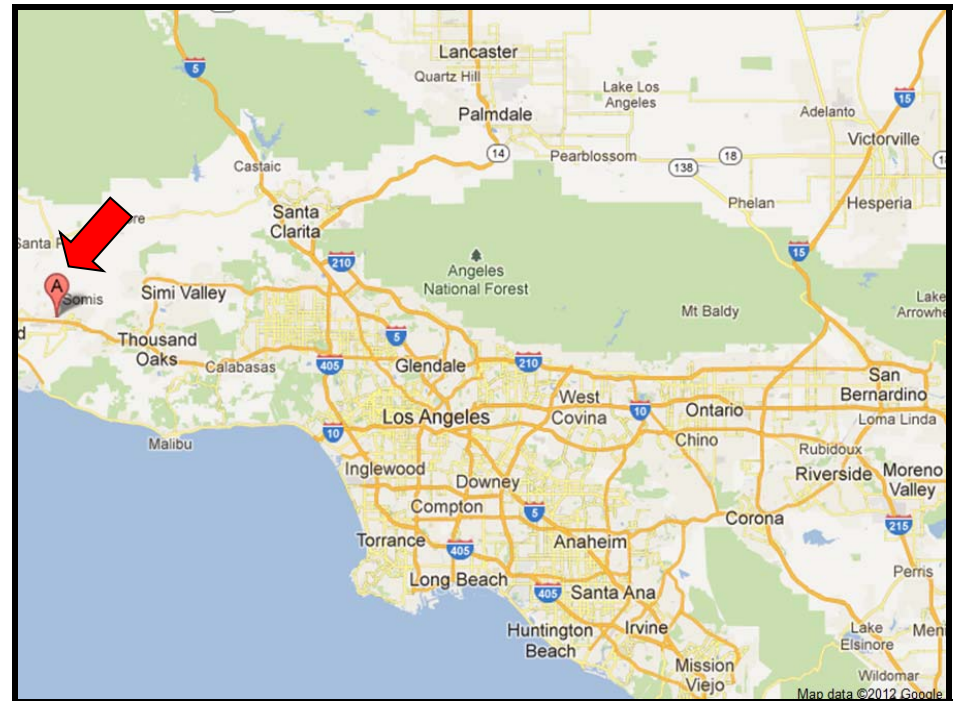 Lancaster
5
Quartz Hill
Lake Los
Angeles
15
Palmdale
Adelanto
Victorville
14
Pearblossom
138
18
Castaic
Santa
Clarita
Phelan
Hesperia
15
210
Angeles
National Forest
A
Somis
Simi Valley
Mt Baldy
Lake
Arrowhe
Thousand
Oaks
5
Calabasas
405
Glendale
210
San
Bernardino
West
Covina
10
Ontario
Los Angeles
Loma Linda
10
Malibu
Chino
Rubidoux
Inglewood
Downey
Riverside
Moreno
Valley
Compton
5
Corona
215
Torrance
405
Anaheim
Long Beach
405
Santa Ana
Perris
Huntington
Beach
Irvine
Lake
Elsinore
Meni
Mission
Viejo
Wildomar
Map data ©2012 Google